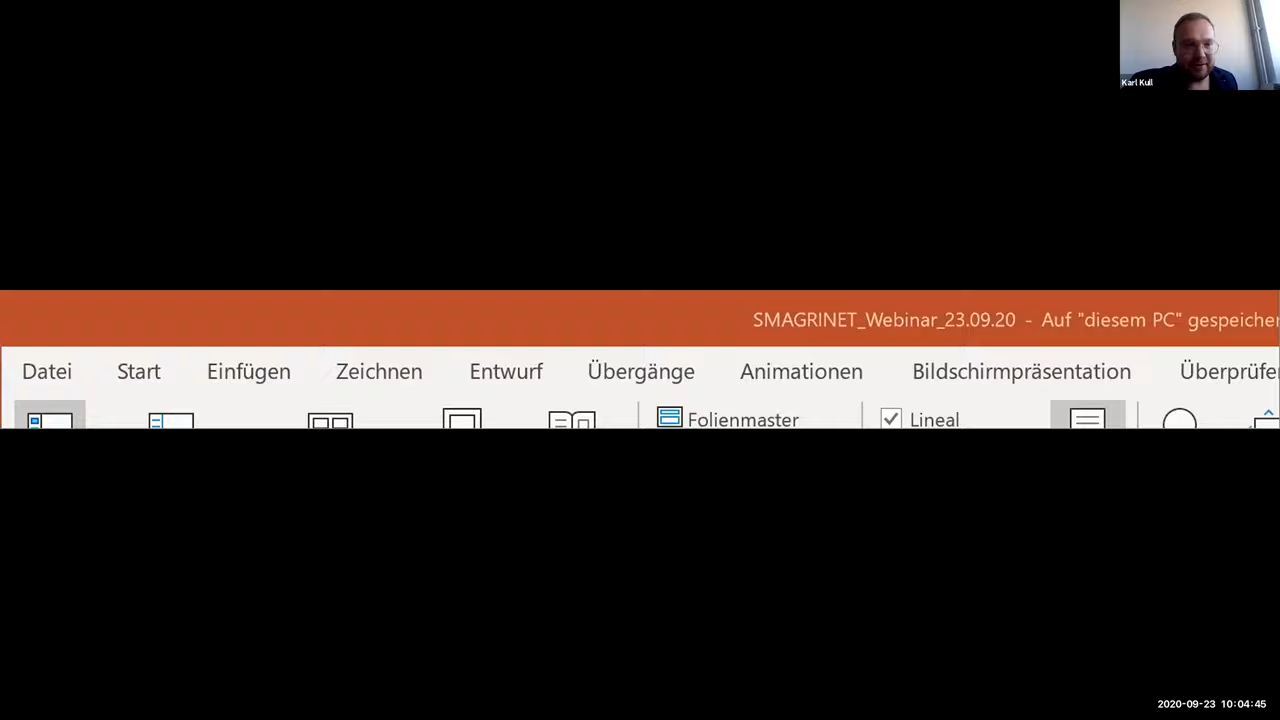 Karl Kull
SMAGRINET_Webinar_23.09.20 - Auf "diesem PC" gespeicher
Datei Start Einfügen Zeichnen Entwurf Übergänge Animationen Bildschirmpräsentation Überprüfe
Folienmaster Lineal
2020-09-23 10:04:45